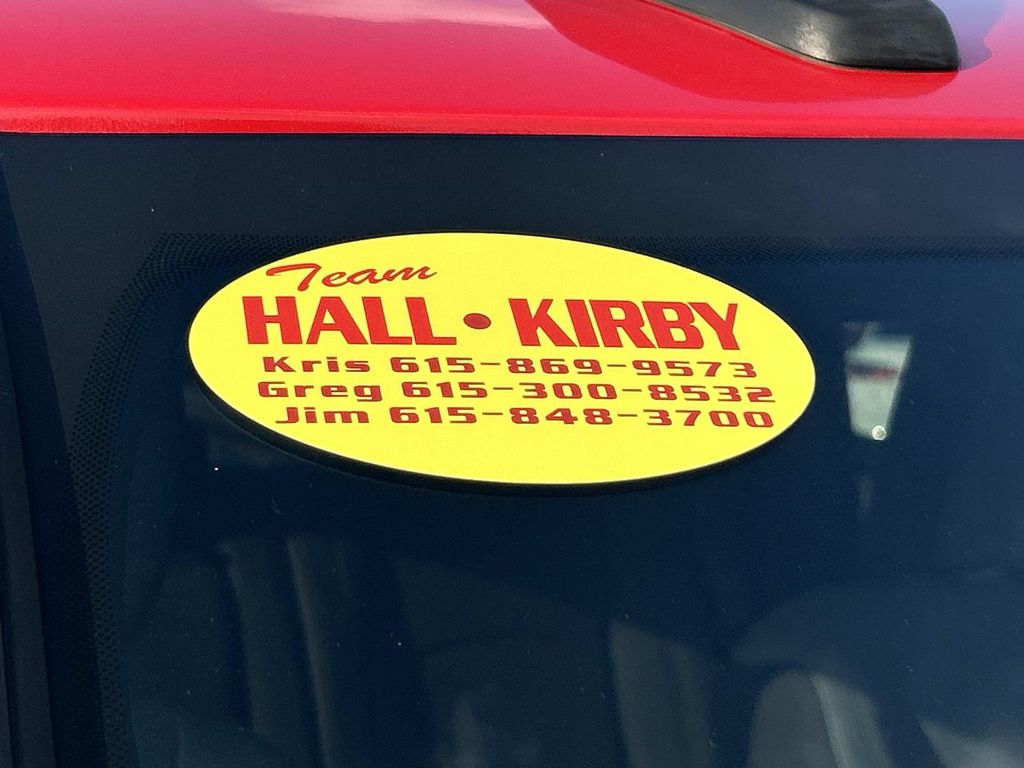 Team
HALL • KIRBY
Kris 615-869-9573
Greg 615-300-8532
Jim 615-848-3700